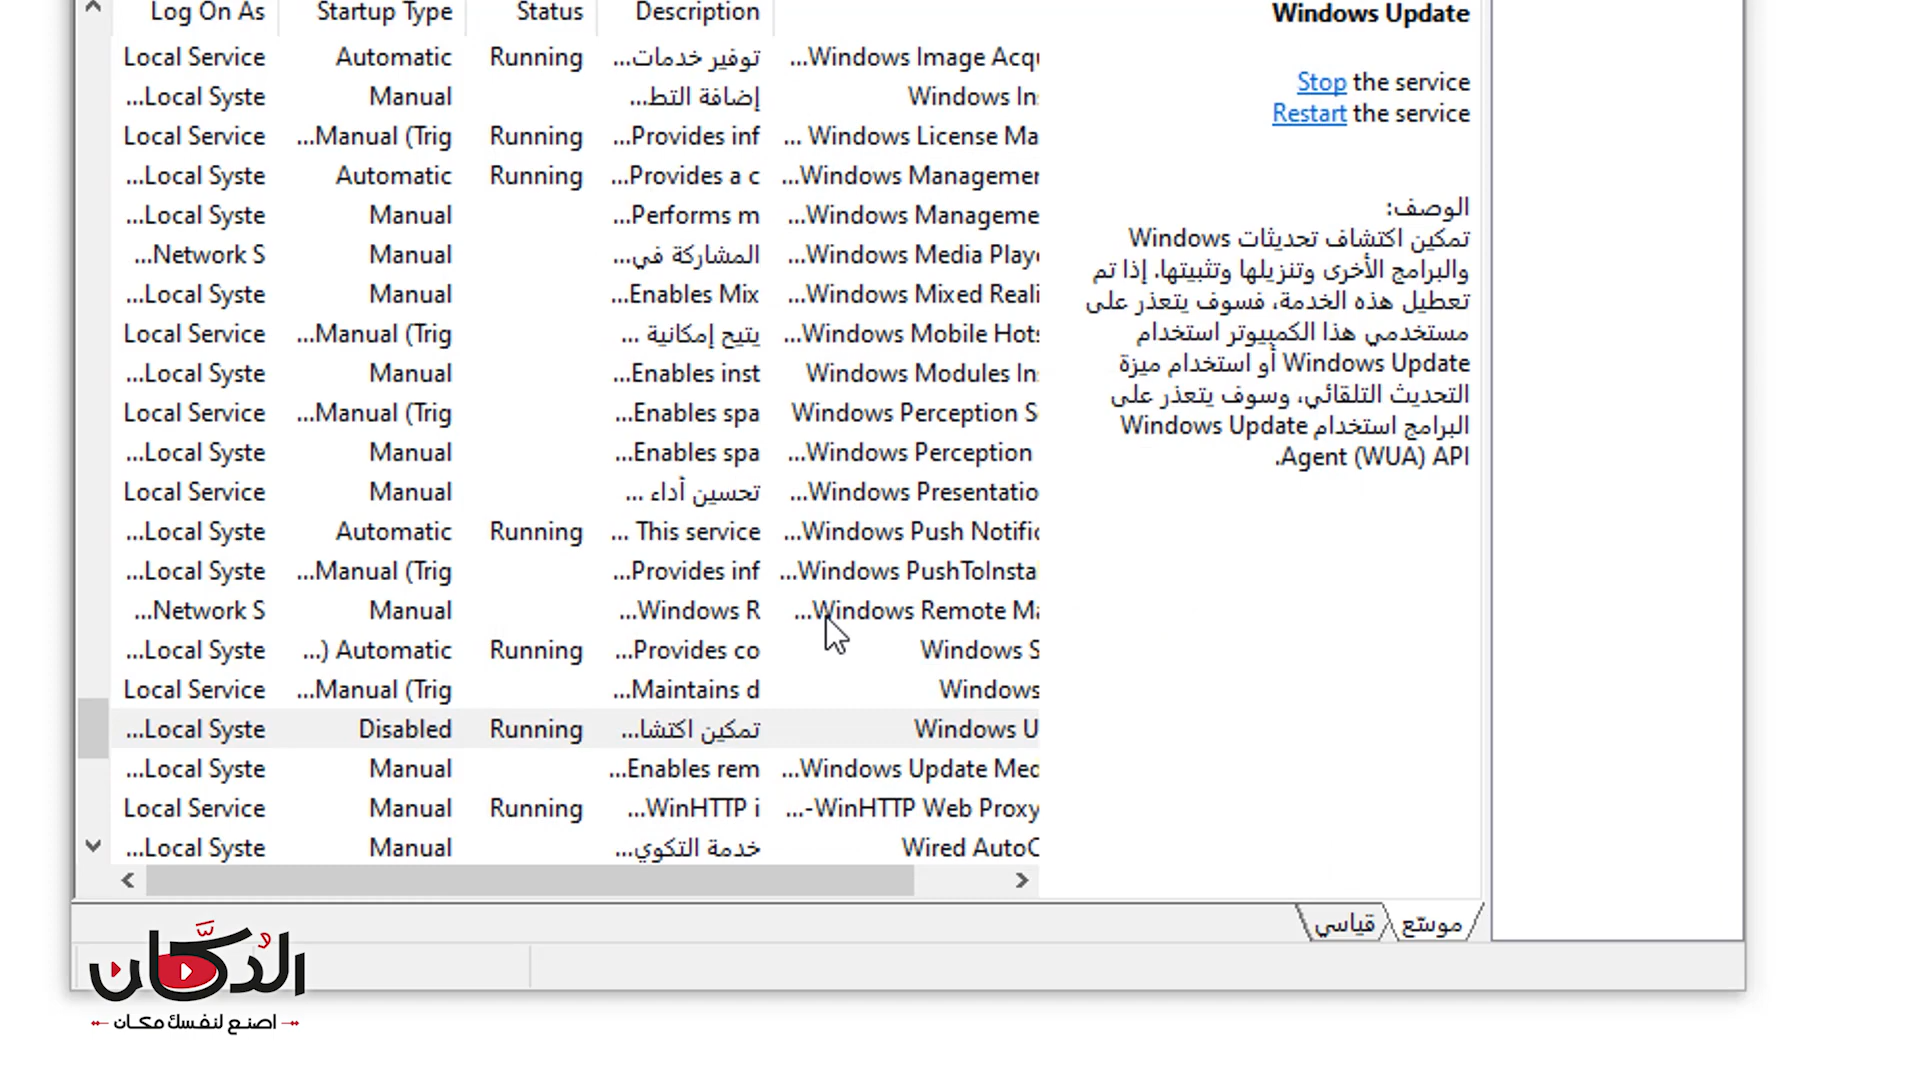 Log On As Startup Type Status Description
Local Service Automatic Running توفير خدمات... Windows Image Acqu...
Local Syste... Manual إضافة التط... Windows In
Local Service Manual (Trig... Running Provides inf... Windows License Ma ...
Local Syste... Automatic Running Provides a c... Windows Managemen...
Local Syste... Manual Performs m... Windows Manageme...
Network S... Manual المشاركة في... Windows Media Playe...
Local Syste... Manual Enables Mix... Windows Mixed Reali...
Local Service Manual (Trig... يتيح إمكانية ... Windows Mobile Hots...
Local Syste... Manual Enables inst... Windows Modules Ins
Local Service Manual (Trig... Enables spa... Windows Perception S
Local Syste... Manual Enables spa... Windows Perception ...
Local Service Manual تحسين أداء ... Windows Presentatio...
Local Syste... Automatic Running This service ... Windows Push Notific...
Local Syste... Manual (Trig... Provides inf... Windows PushToInsta...
Network S... Manual Windows R... Windows Remote Ma...
Local Syste... Automatic (... Running Provides co... Windows S
Local Service Manual (Trig... Maintains d... Windows
Local Syste... Disabled Running تمكين اكتشا... Windows U
Local Syste... Manual Enables rem... Windows Update Med...
Local Service Manual Running WinHTTP i... WinHTTP Web Proxy-...
Local Syste... Manual خدمة التكوي... Wired AutoC
Windows Update
Stop the service
Restart the service
الوصف:
تمكين اكتشاف تحديثات Windows
والبرامج الأخرى وتنزيلها وتثبيتها. إذا تم
تعطيل هذه الخدمة، فسوف يتعذر على
مستخدمي هذا الكمبيوتر استخدام
Windows Update أو استخدام ميزة
التحديث التلقائي، وسوف يتعذر على
البرامج استخدام Windows Update
Agent (WUA) API.
موسّع قياسي
الدكّان
اصنع لنفسك مكان